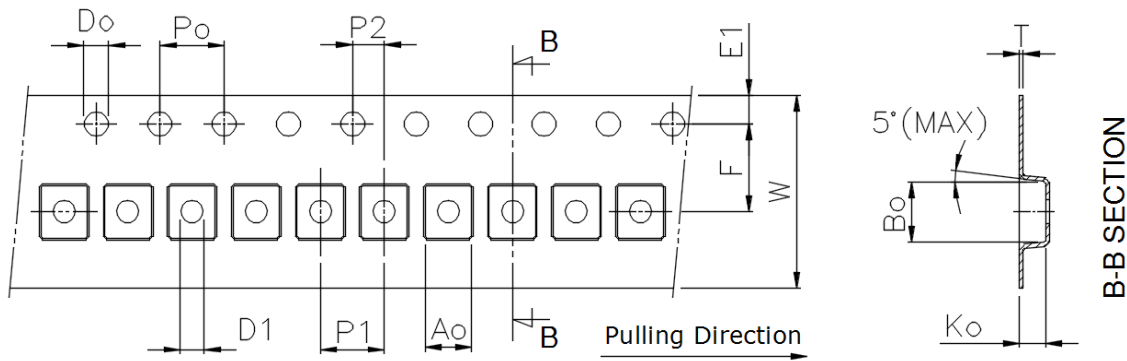 Do
Po
P2
B
E1
T
5°(MAX)
F
W
Bo
B-B SECTION
D1
P1
Ao
B
Pulling Direction
Ko